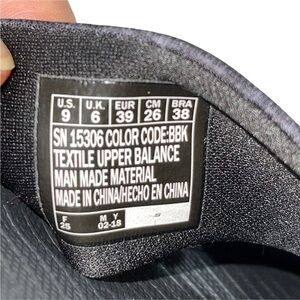 U.S. U.K EUR CM BRA
9 6 39 26 38
SN 15306 COLOR CODE:BBK
TEXTILE UPPER BALANCE
MAN MADE MATERIAL
MADE IN CHINA/HECHO EN CHINA
F M Y
25 02-18